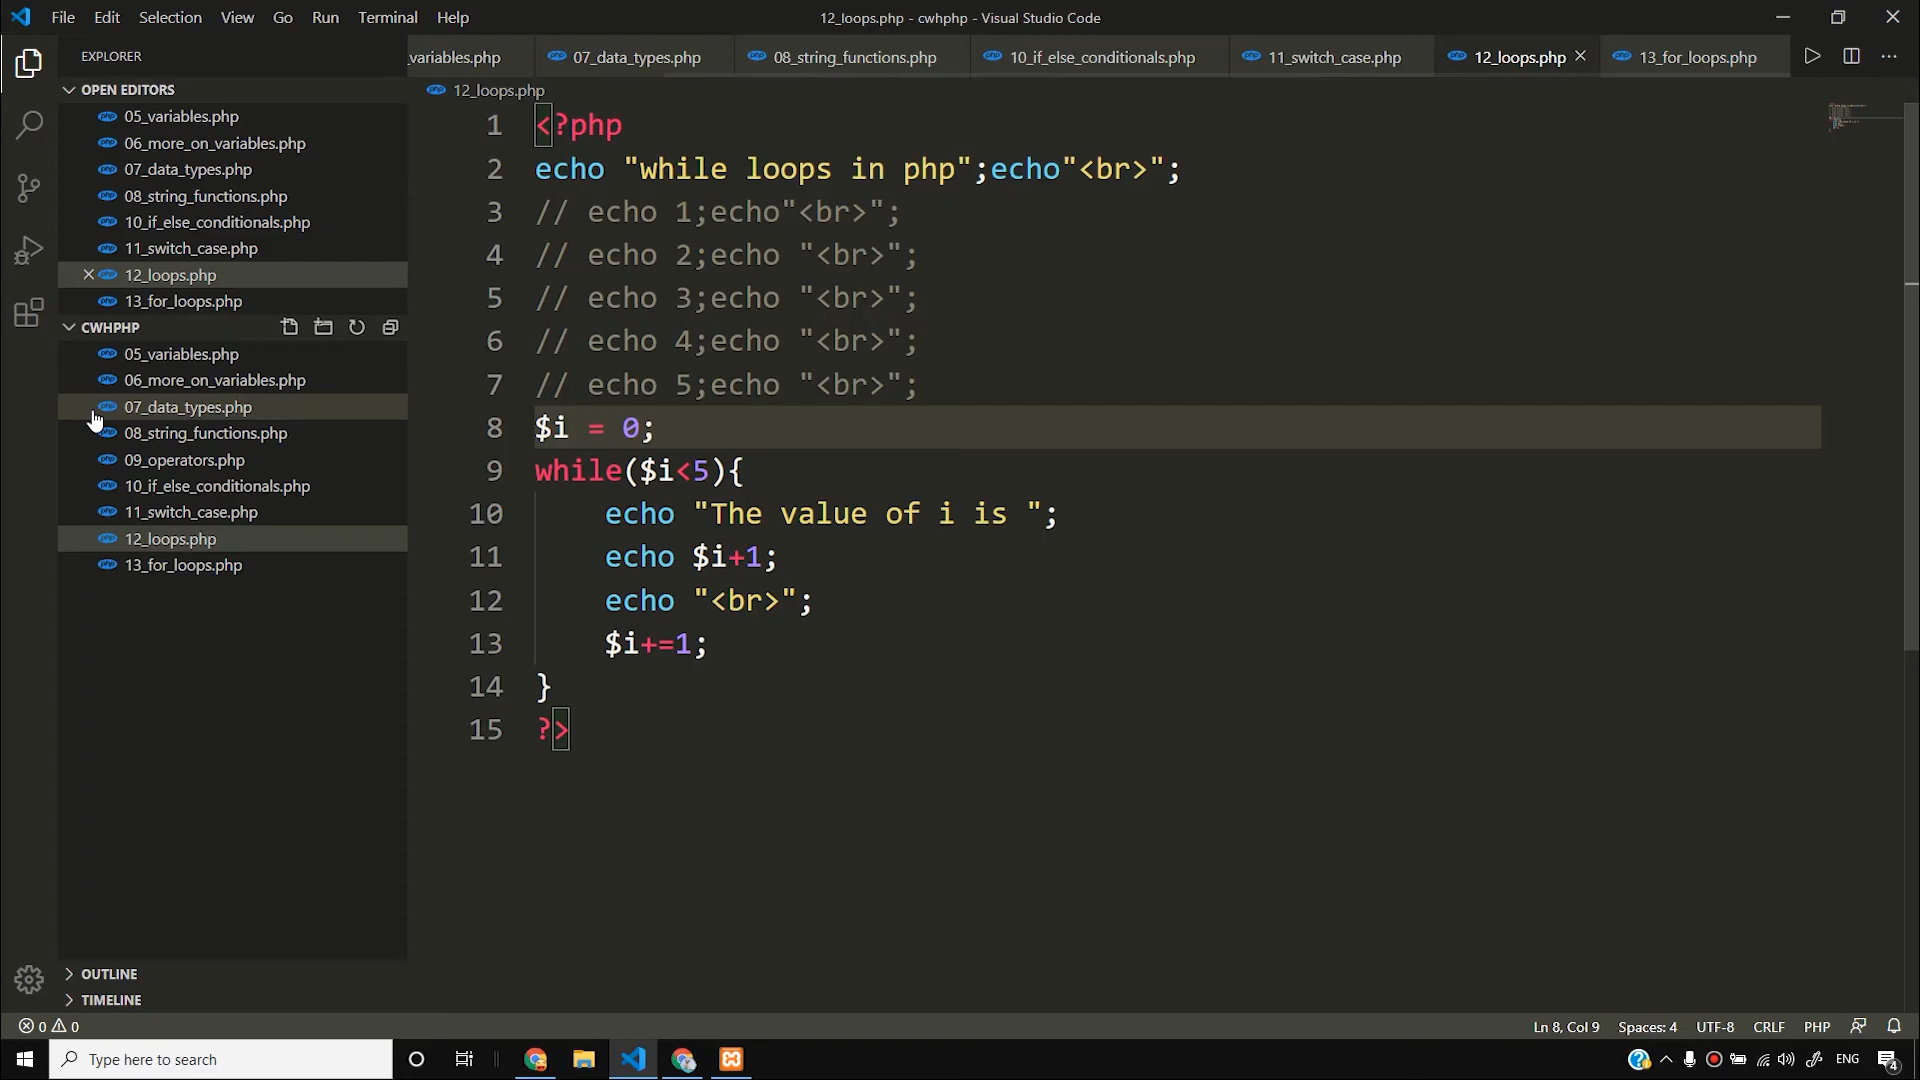 File Edit Selection View Go Run Terminal Help
12_loops.php - cwhphp - Visual Studio Code
EXPLORER
_variables.php 07_data_types.php 08_string_functions.php 10_if_else_conditionals.php 11_switch_case.php 12_loops.php 13_for_loops.php
OPEN EDITORS
05_variables.php
06_more_on_variables.php
07_data_types.php
08_string_functions.php
10_if_else_conditionals.php
11_switch_case.php
12_loops.php
13_for_loops.php
CWHPHP
05_variables.php
06_more_on_variables.php
07_data_types.php
08_string_functions.php
09_operators.php
10_if_else_conditionals.php
11_switch_case.php
12_loops.php
13_for_loops.php
OUTLINE
TIMELINE
12_loops.php
1 <?php
2 echo "while loops in php";echo"<br>";
3 // echo 1;echo"<br>";
4 // echo 2;echo "<br>";
5 // echo 3;echo "<br>";
6 // echo 4;echo "<br>";
7 // echo 5;echo "<br>";
8 $i = 0;
9 while($i<5){
10 echo "The value of i is ";
11 echo $i+1;
12 echo "<br>";
13 $i+=1;
14 }
15 ?>
0 0
Ln 8, Col 9 Spaces: 4 UTF-8 CRLF PHP
Type here to search
ENG
4